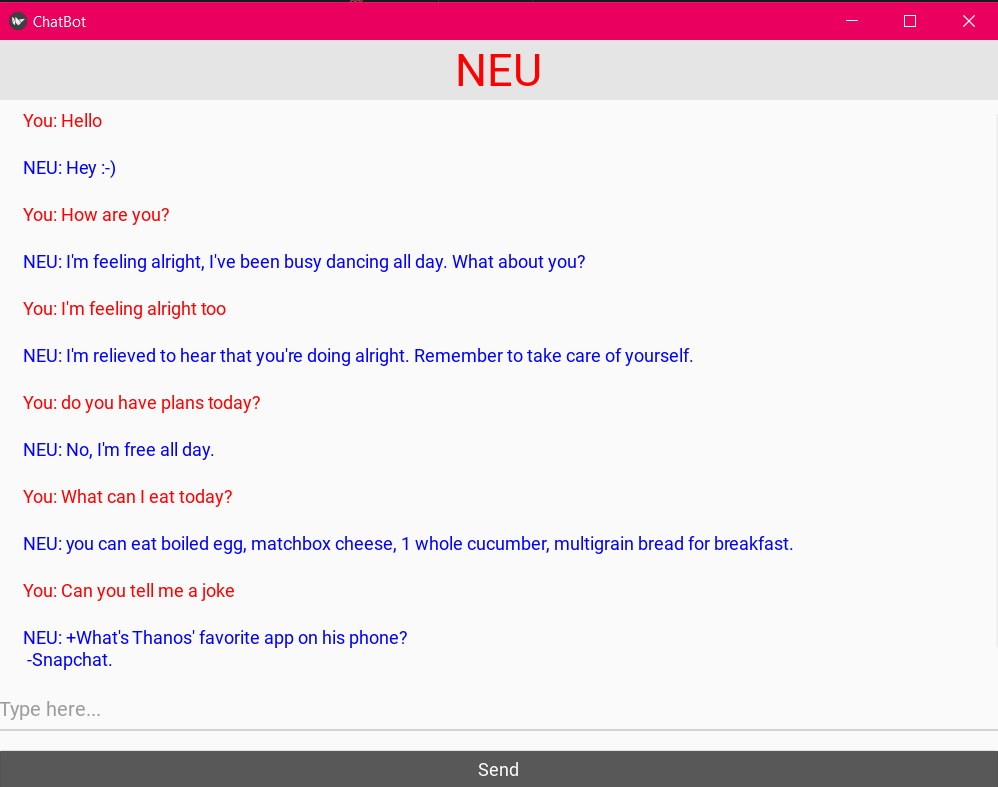 ChatBot
NEU
You: Hello
NEU: Hey :-)
You: How are you?
NEU: I'm feeling alright, I've been busy dancing all day. What about you?
You: I'm feeling alright too
NEU: I'm relieved to hear that you're doing alright. Remember to take care of yourself.
You: do you have plans today?
NEU: No, I'm free all day.
You: What can I eat today?
NEU: you can eat boiled egg, matchbox cheese, 1 whole cucumber, multigrain bread for breakfast.
You: Can you tell me a joke
NEU: +What's Thanos' favorite app on his phone?
-Snapchat.
Type here...
Send